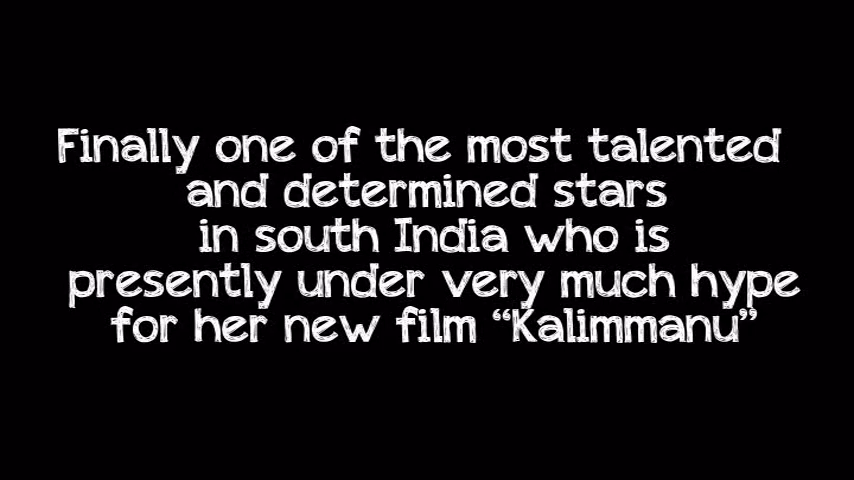 Finally one of the most talented
and determined stars
in south India who is
presently under very much hype
for her new film “Kalimmanu”